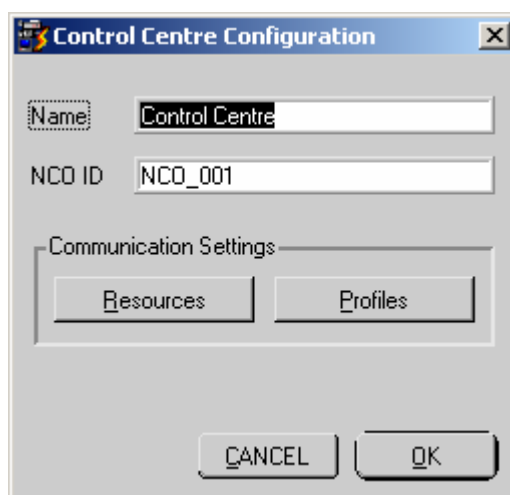 Control Centre Configuration
Name Control Centre
NCO ID NCO_001
Communication Settings
Resources Profiles
CANCEL OK